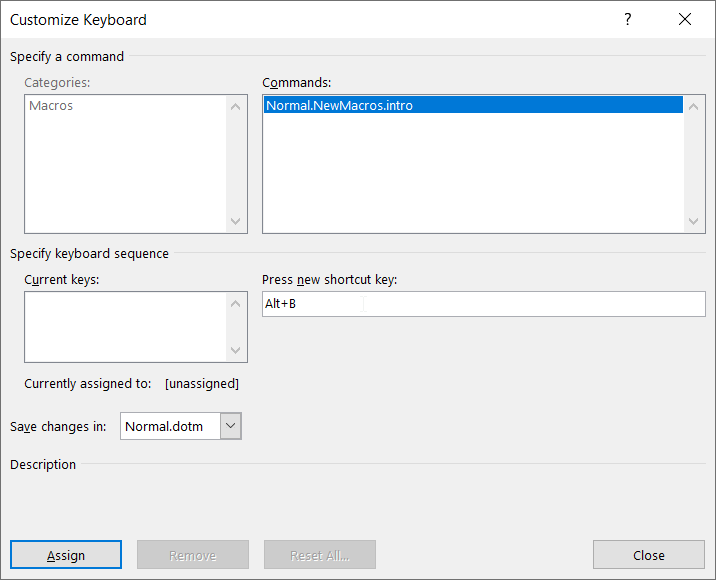 Customize Keyboard
Specify a command
Categories: Commands:
Macros Normal.NewMacros.intro
Specify keyboard sequence
Current keys: Press new shortcut key:
Alt+B
Currently assigned to: [unassigned]
Save changes in: Normal.dotm
Description
Assign Remove Reset All... Close